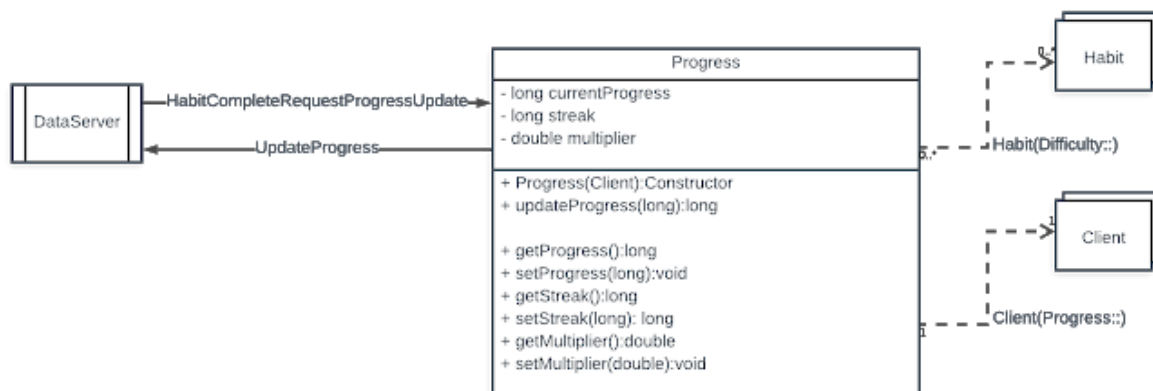 DataServer
HabitCompleteRequestProgressUpdate
UpdateProgress
Progress
- long currentProgress
- long streak
- double multiplier
+ Progress(Client):Constructor
+ updateProgress(long):long
+ getProgress():long
+ setProgress(long):void
+ getStreak():long
+ setStreak(long): long
+ getMultiplier():double
+ setMultiplier(double):void
0..*
Habit
0..*
Habit(Difficulty::)
1
Client
Client(Progress::)
1